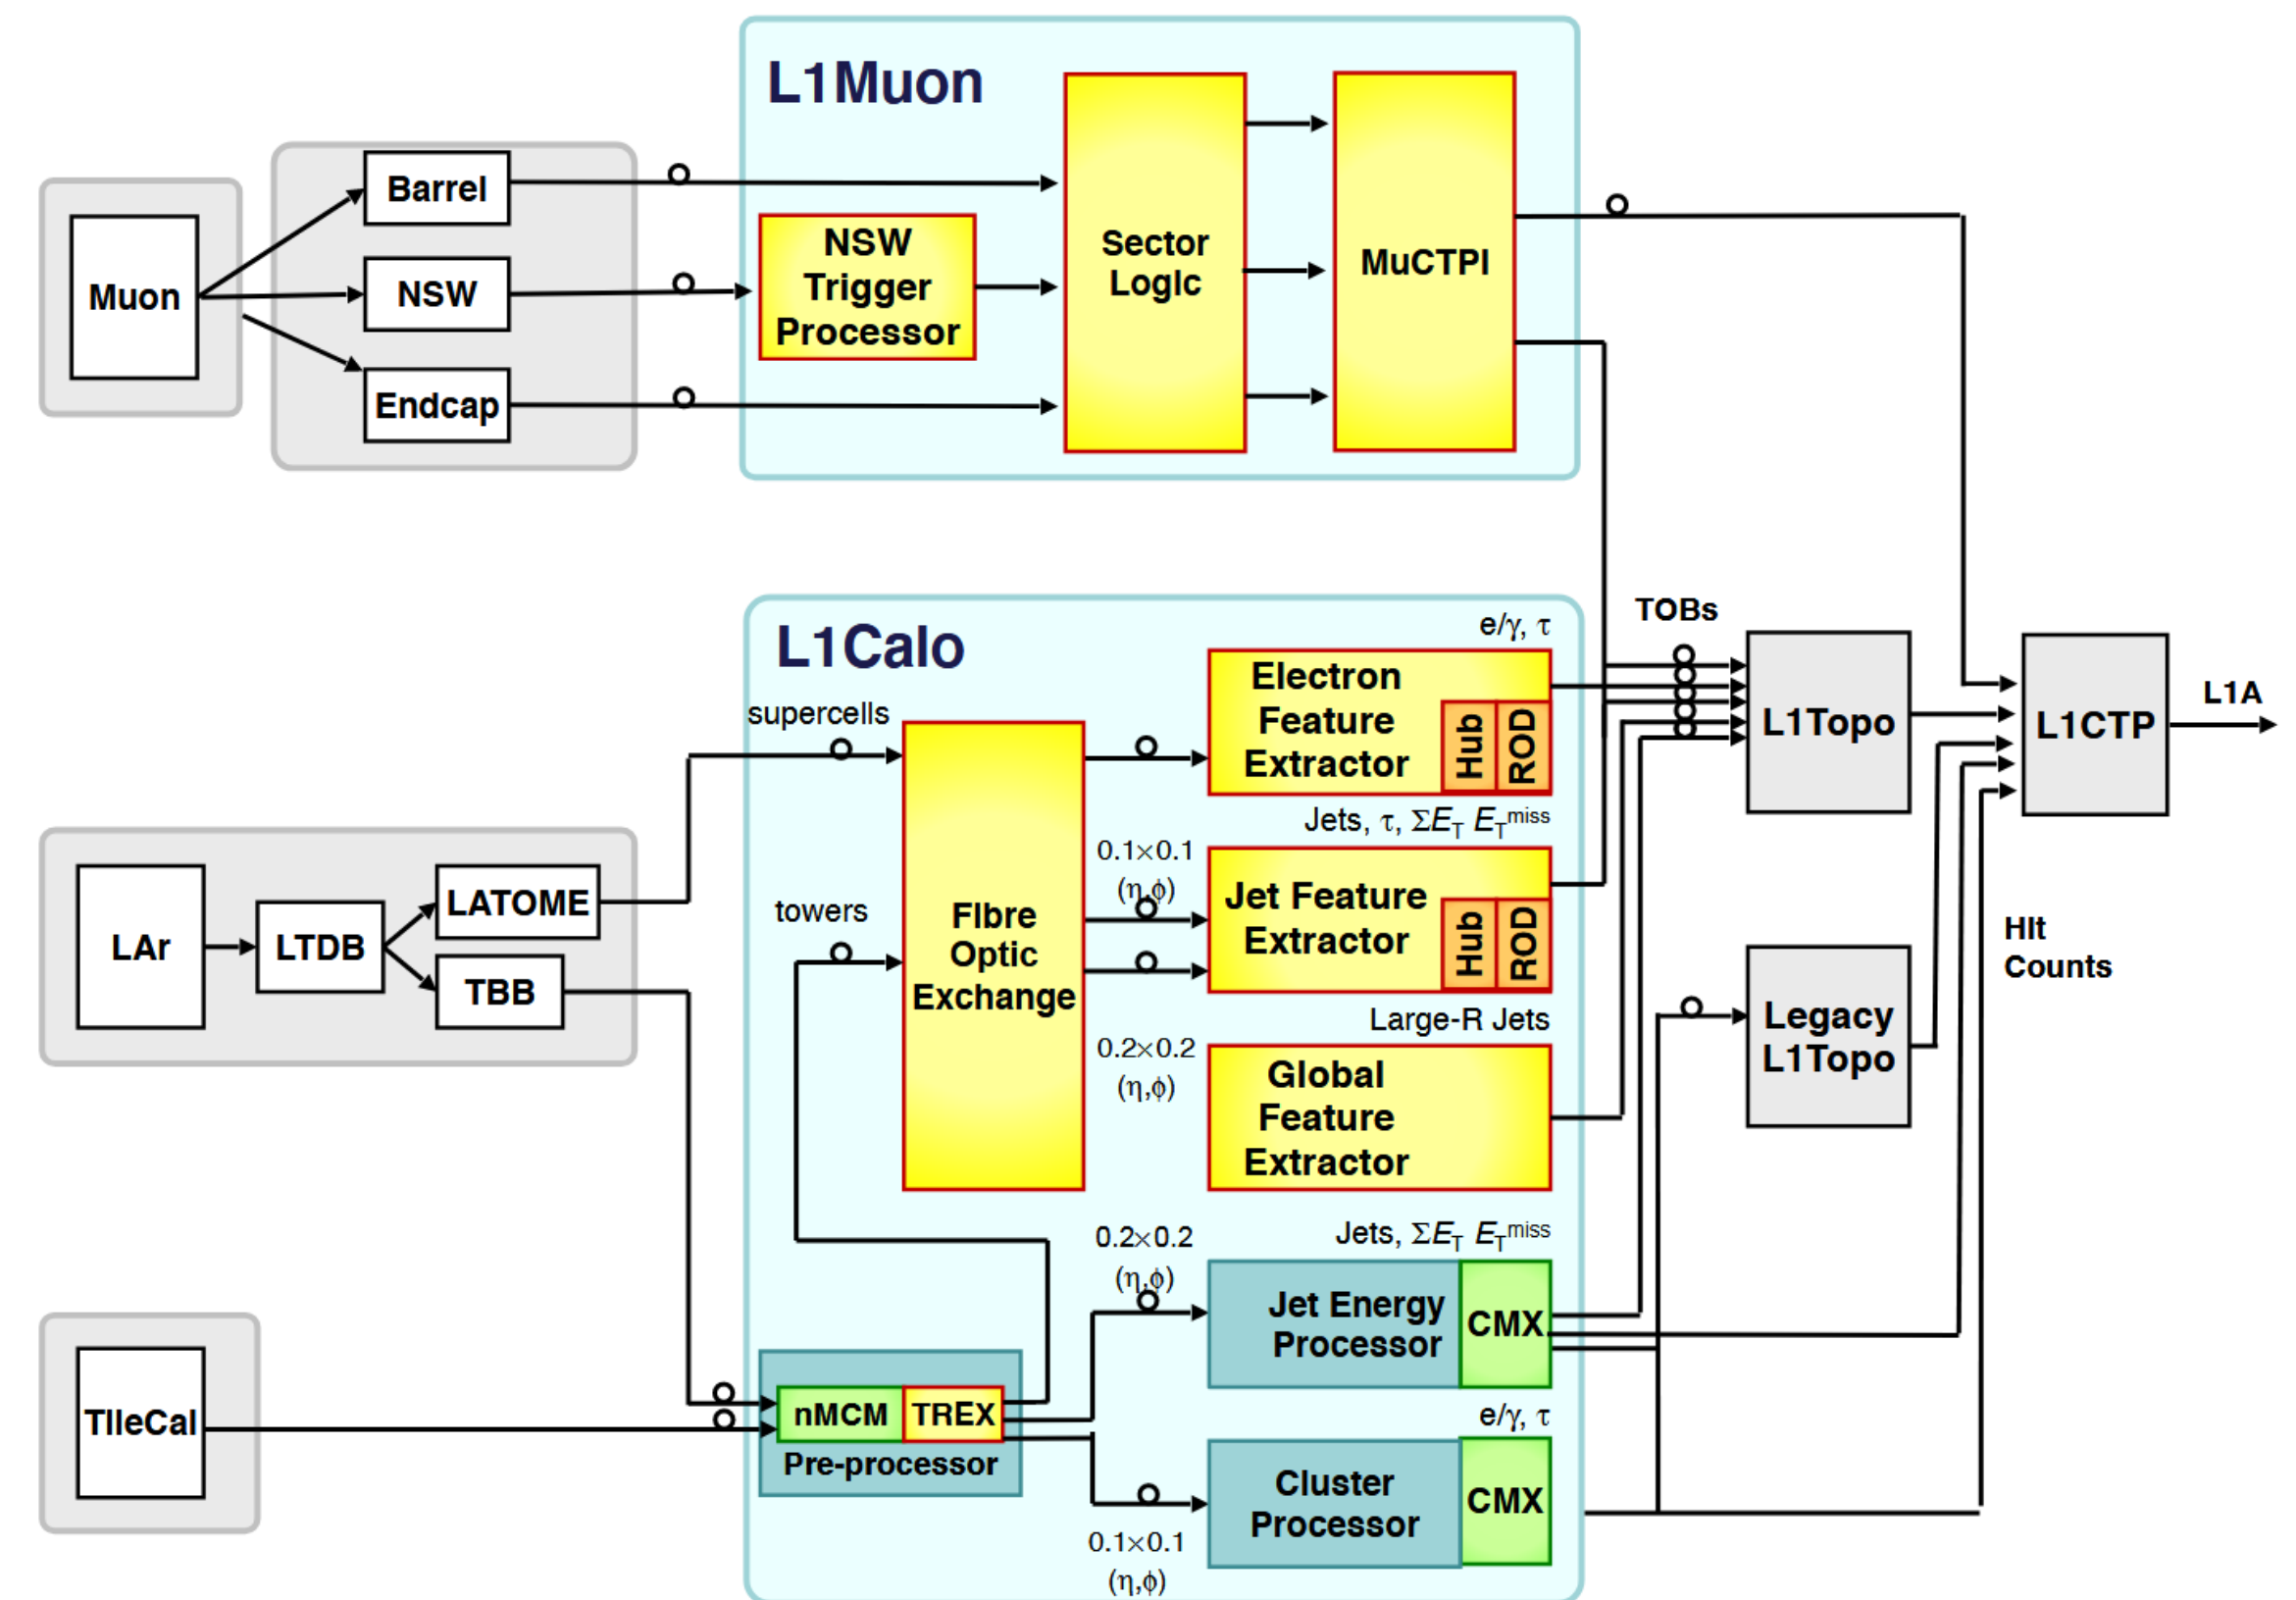 L1Muon
Barrel
Muon
NSW
Endcap
NSW
Trigger
Processor
Sector
Logic
MuCTPI
L1Calo
supercells
towers
LAr
LTDB
LATOME
TBB
TileCal
Fibre
Optic
Exchange
e/γ, τ
Electron
Feature
Extractor
Hub
ROD
Jets, τ, ΣE_T E_T^miss
0.1×0.1
(η,ϕ)
Jet Feature
Extractor
Hub
ROD
Large-R Jets
0.2×0.2
(η,ϕ)
Global
Feature
Extractor
0.2×0.2
(η,ϕ)
Jets, ΣE_T E_T^miss
Jet Energy
Processor
CMX
nMCM
TREX
Pre-processor
e/γ, τ
Cluster
Processor
CMX
0.1×0.1
(η,ϕ)
TOBs
L1Topo
L1CTP
L1A
Hit
Counts
Legacy
L1Topo